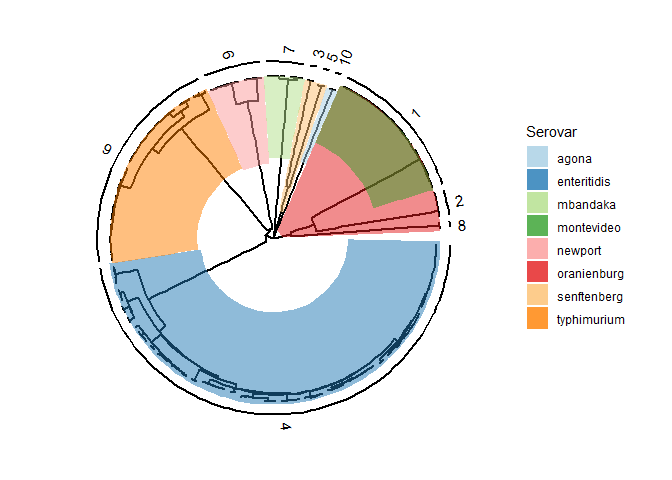 6
7
3
5
10
1
9
2
8
4
Serovar
agona
enteritidis
mbandaka
montevideo
newport
oranienburg
senftenberg
typhimurium